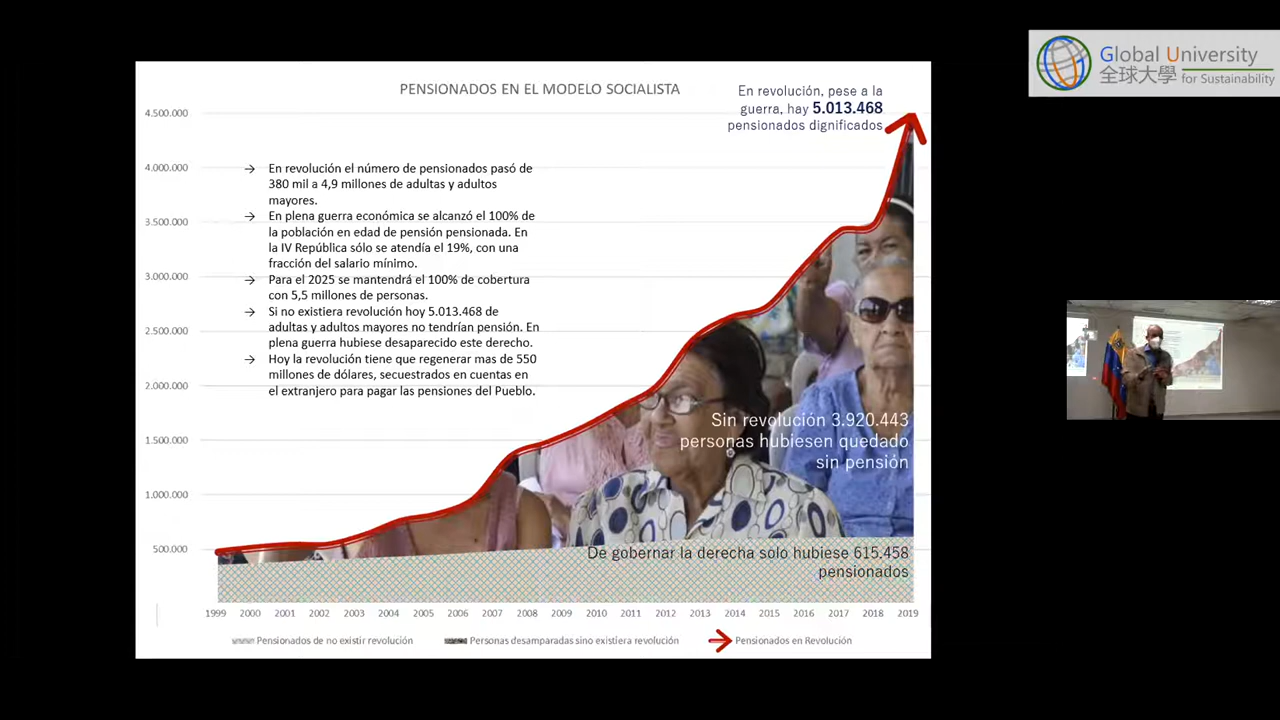 Global University
全球大學 for Sustainability
PENSIONADOS EN EL MODELO SOCIALISTA
En revolución, pese a la
guerra, hay 5.013.468
pensionados dignificados
4.500.000
4.000.000
3.500.000
3.000.000
2.500.000
2.000.000
1.500.000
1.000.000
500.000
→ En revolución el número de pensionados pasó de
380 mil a 4,9 millones de adultas y adultos
mayores.
→ En plena guerra económica se alcanzó el 100% de
la población en edad de pensión pensionada. En
la IV República sólo se atendía el 19%, con una
fracción del salario mínimo.
→ Para el 2025 se mantendrá el 100% de cobertura
con 5,5 millones de personas.
→ Si no existiera revolución hoy 5.013.468 de
adultas y adultos mayores no tendrían pensión. En
plena guerra hubiese desaparecido este derecho.
→ Hoy la revolución tiene que regenerar mas de 550
millones de dólares, secuestrados en cuentas en
el extranjero para pagar las pensiones del Pueblo.
Sin revolución 3.920.443
personas hubiesen quedado
sin pensión
De gobernar la derecha solo hubiese 615.458
pensionados
1999 2000 2001 2002 2003 2004 2005 2006 2007 2008 2009 2010 2011 2012 2013 2014 2015 2016 2017 2018 2019
Pensionados de no existir revolución Personas desamparadas sino existiera revolución Pensionados en Revolución